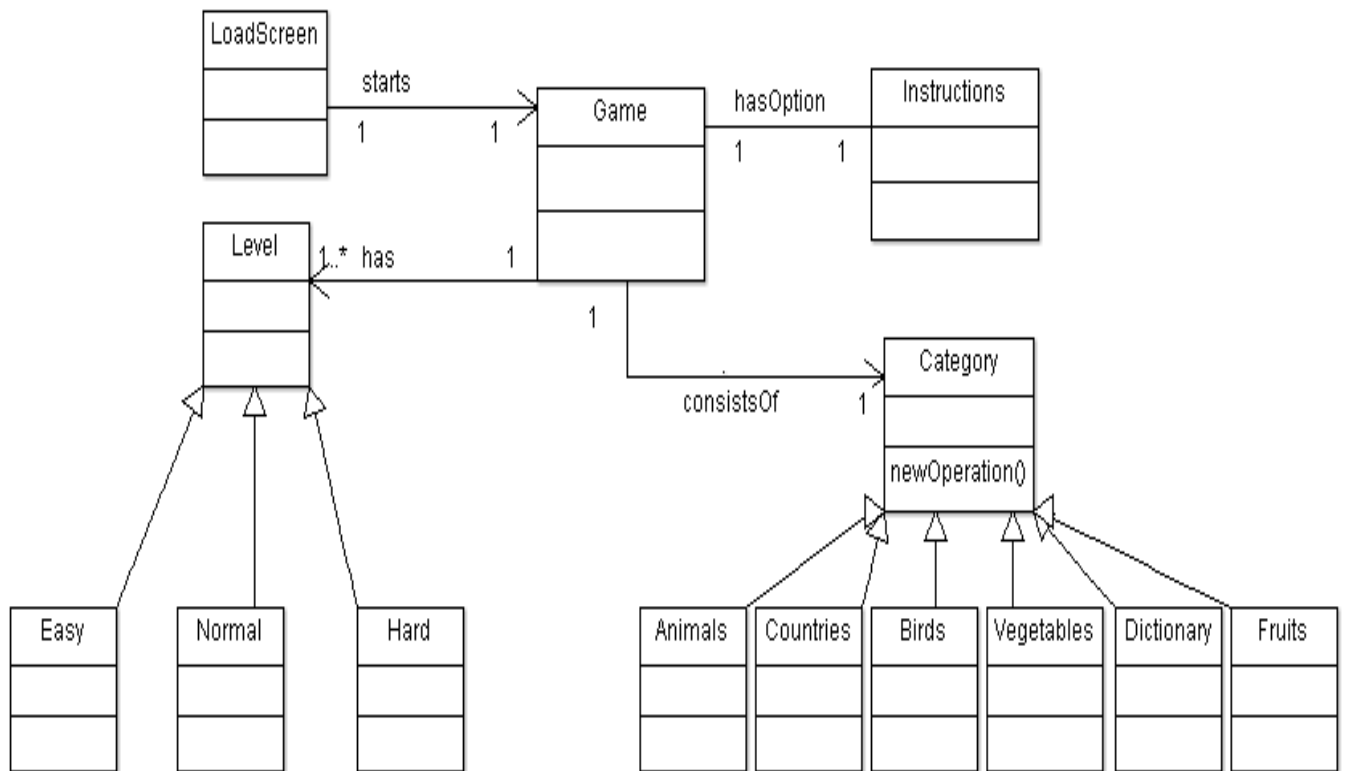 LoadScreen
starts
1 1
Game
hasOption
1 1
Instructions
Level
1..* has 1
1
consistsOf 1
Category
newOperation()
Easy
Normal
Hard
Animals
Countries
Birds
Vegetables
Dictionary
Fruits